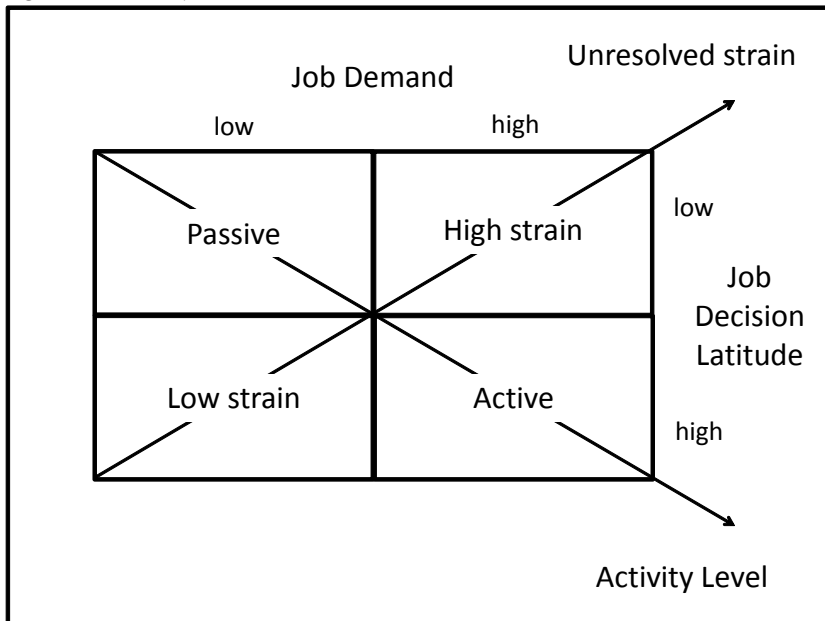 Unresolved strain
Job Demand
low
high
low
Passive
High strain
Job
Decision
Latitude
Low strain
Active
high
Activity Level